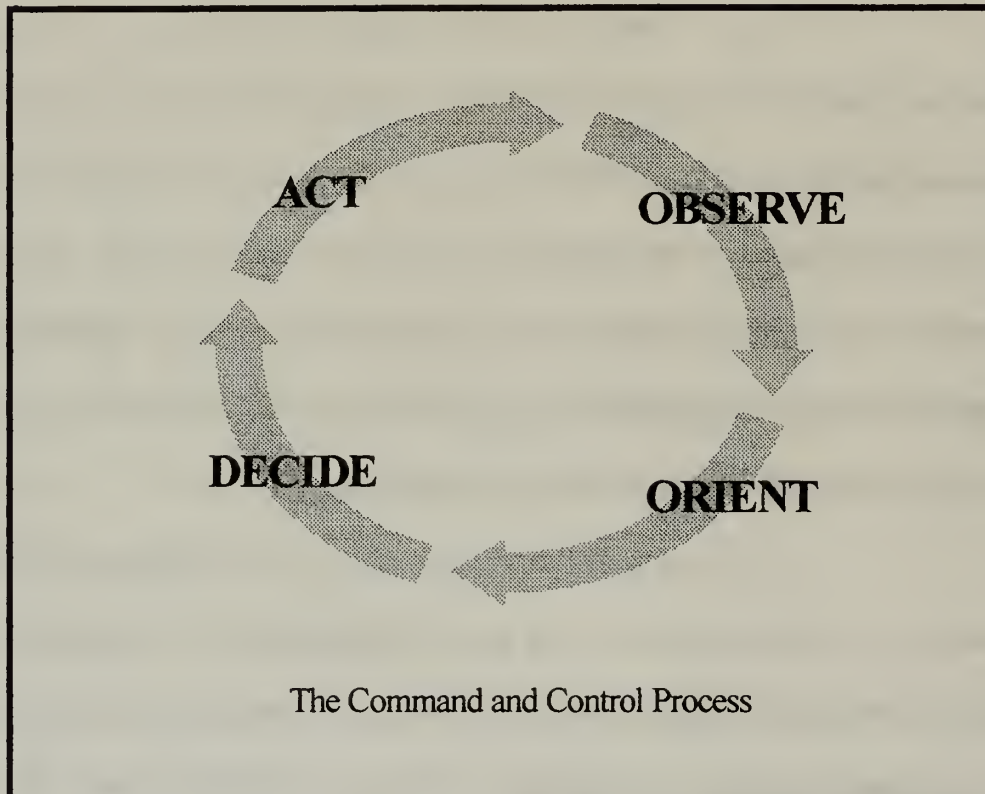 ACT
OBSERVE
DECIDE
ORIENT
The Command and Control Process